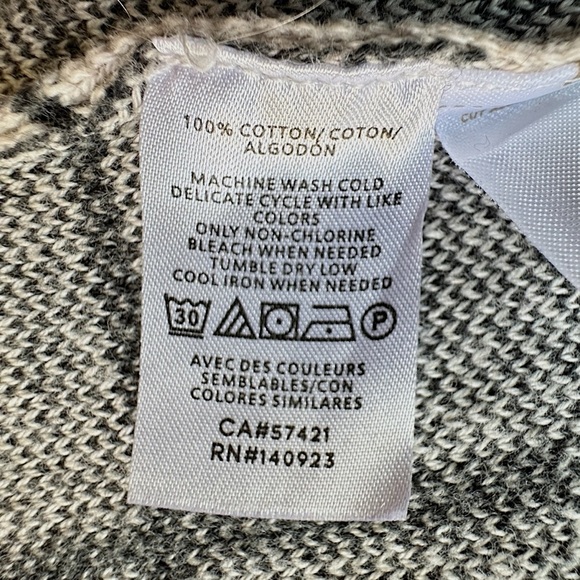 100% COTTON/ COTON/
ALGODÓN
MACHINE WASH COLD
DELICATE CYCLE WITH LIKE
COLORS
ONLY NON-CHLORINE
BLEACH WHEN NEEDED
TUMBLE DRY LOW
COOL IRON WHEN NEEDED
30 P
AVEC DES COULEURS
SEMBLABLES/CON
COLORES SIMILARES
CA#57421
RN#140923